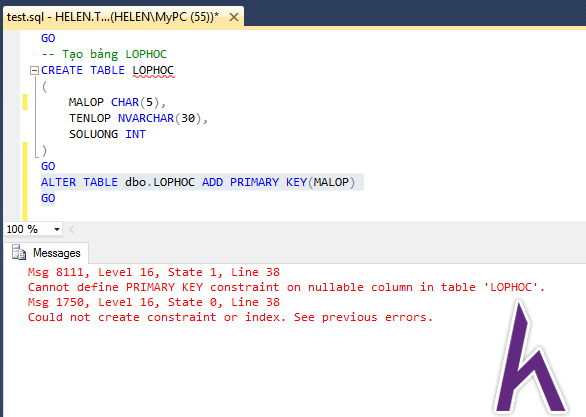 test.sql - HELEN.T...(HELEN\MyPC (55))* ✕
GO
-- Tạo bảng LOPHOC
CREATE TABLE LOPHOC
(
MALOP CHAR(5),
TENLOP NVARCHAR(30),
SOLUONG INT
)
GO
ALTER TABLE dbo.LOPHOC ADD PRIMARY KEY(MALOP)
GO
100 %
Messages
Msg 8111, Level 16, State 1, Line 38
Cannot define PRIMARY KEY constraint on nullable column in table 'LOPHOC'.
Msg 1750, Level 16, State 0, Line 38
Could not create constraint or index. See previous errors.
h